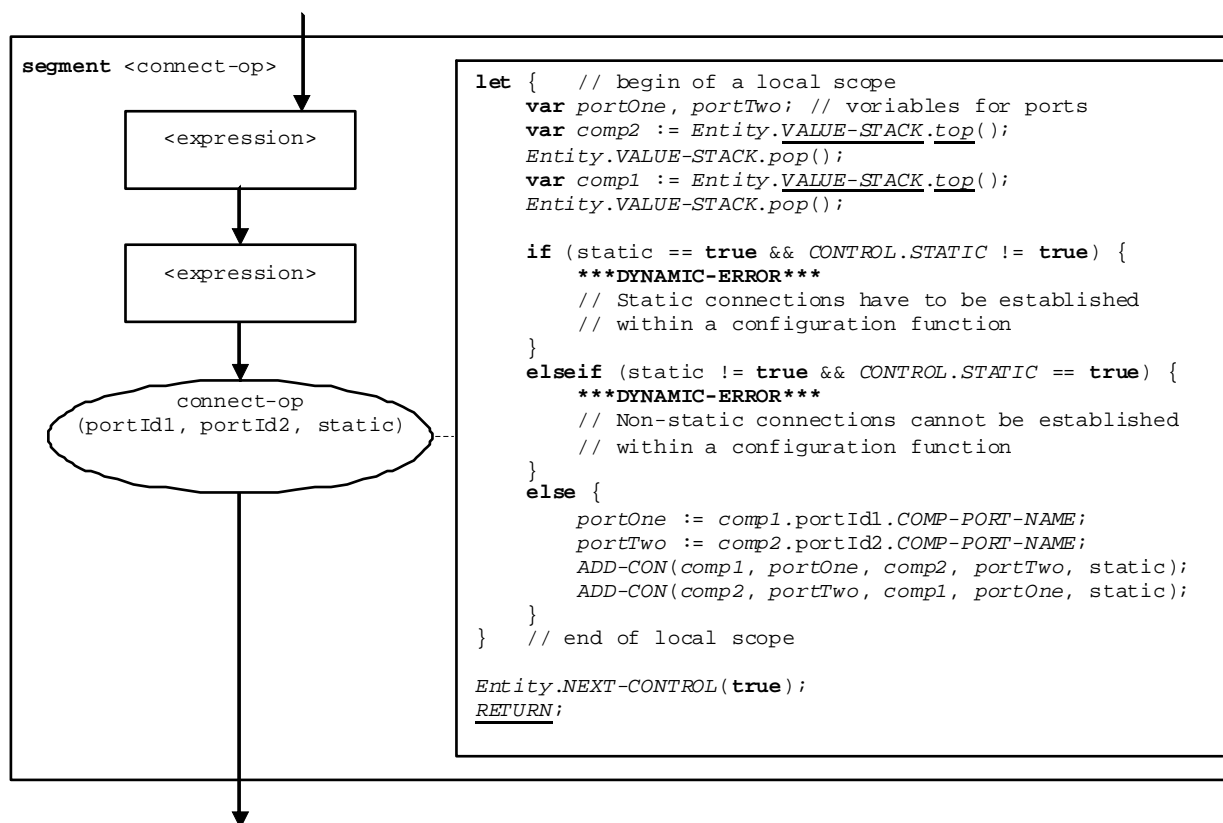 segment <connect-op>
<expression>
<expression>
connect-op
(portId1, portId2, static)
let {   // begin of a local scope
    var portOne, portTwo; // voriables for ports
    var comp2 := Entity.VALUE-STACK.top();
    Entity.VALUE-STACK.pop();
    var comp1 := Entity.VALUE-STACK.top();
    Entity.VALUE-STACK.pop();
    if (static == true && CONTROL.STATIC != true) {
        ***DYNAMIC-ERROR***
        // Static connections have to be established
        // within a configuration function
    }
    elseif (static != true && CONTROL.STATIC == true) {
        ***DYNAMIC-ERROR***
        // Non-static connections cannot be established
        // within a configuration function
    }
    else {
        portOne := comp1.portId1.COMP-PORT-NAME;
        portTwo := comp2.portId2.COMP-PORT-NAME;
        ADD-CON(comp1, portOne, comp2, portTwo, static);
        ADD-CON(comp2, portTwo, comp1, portOne, static);
    }
}   // end of local scope
Entity.NEXT-CONTROL(true);
RETURN;